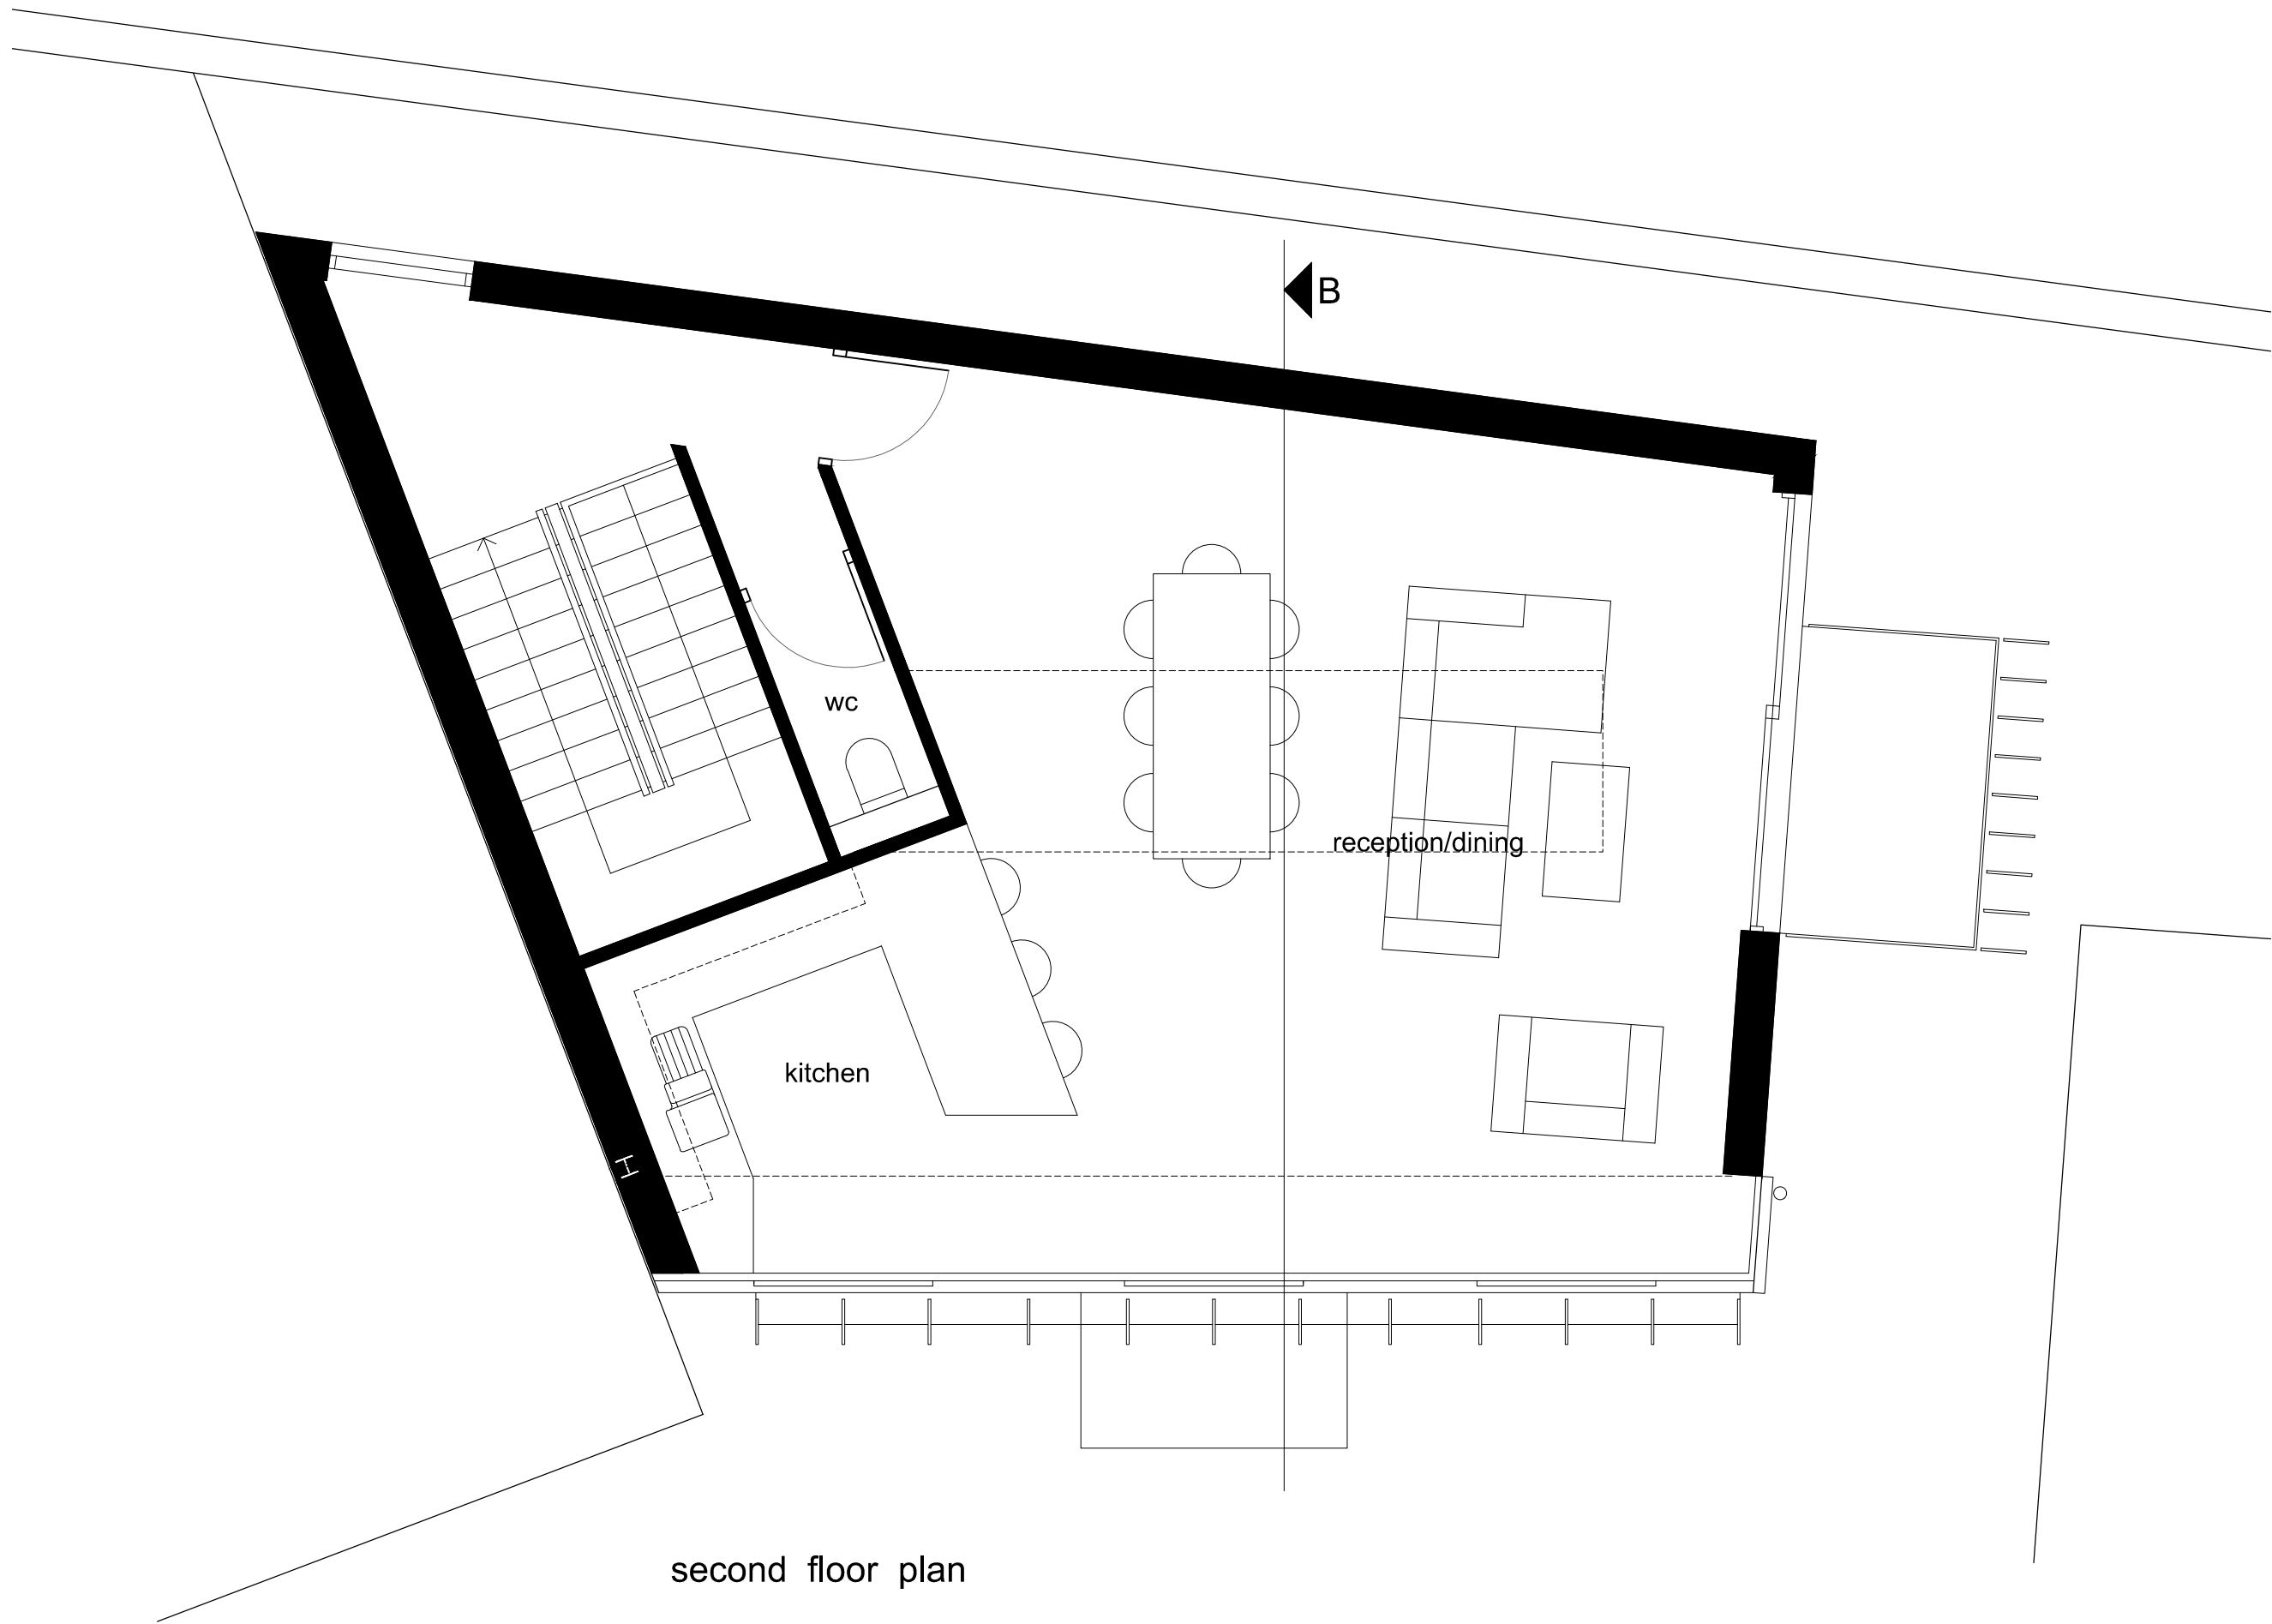 B
wc
reception/dining
kitchen
second floor plan